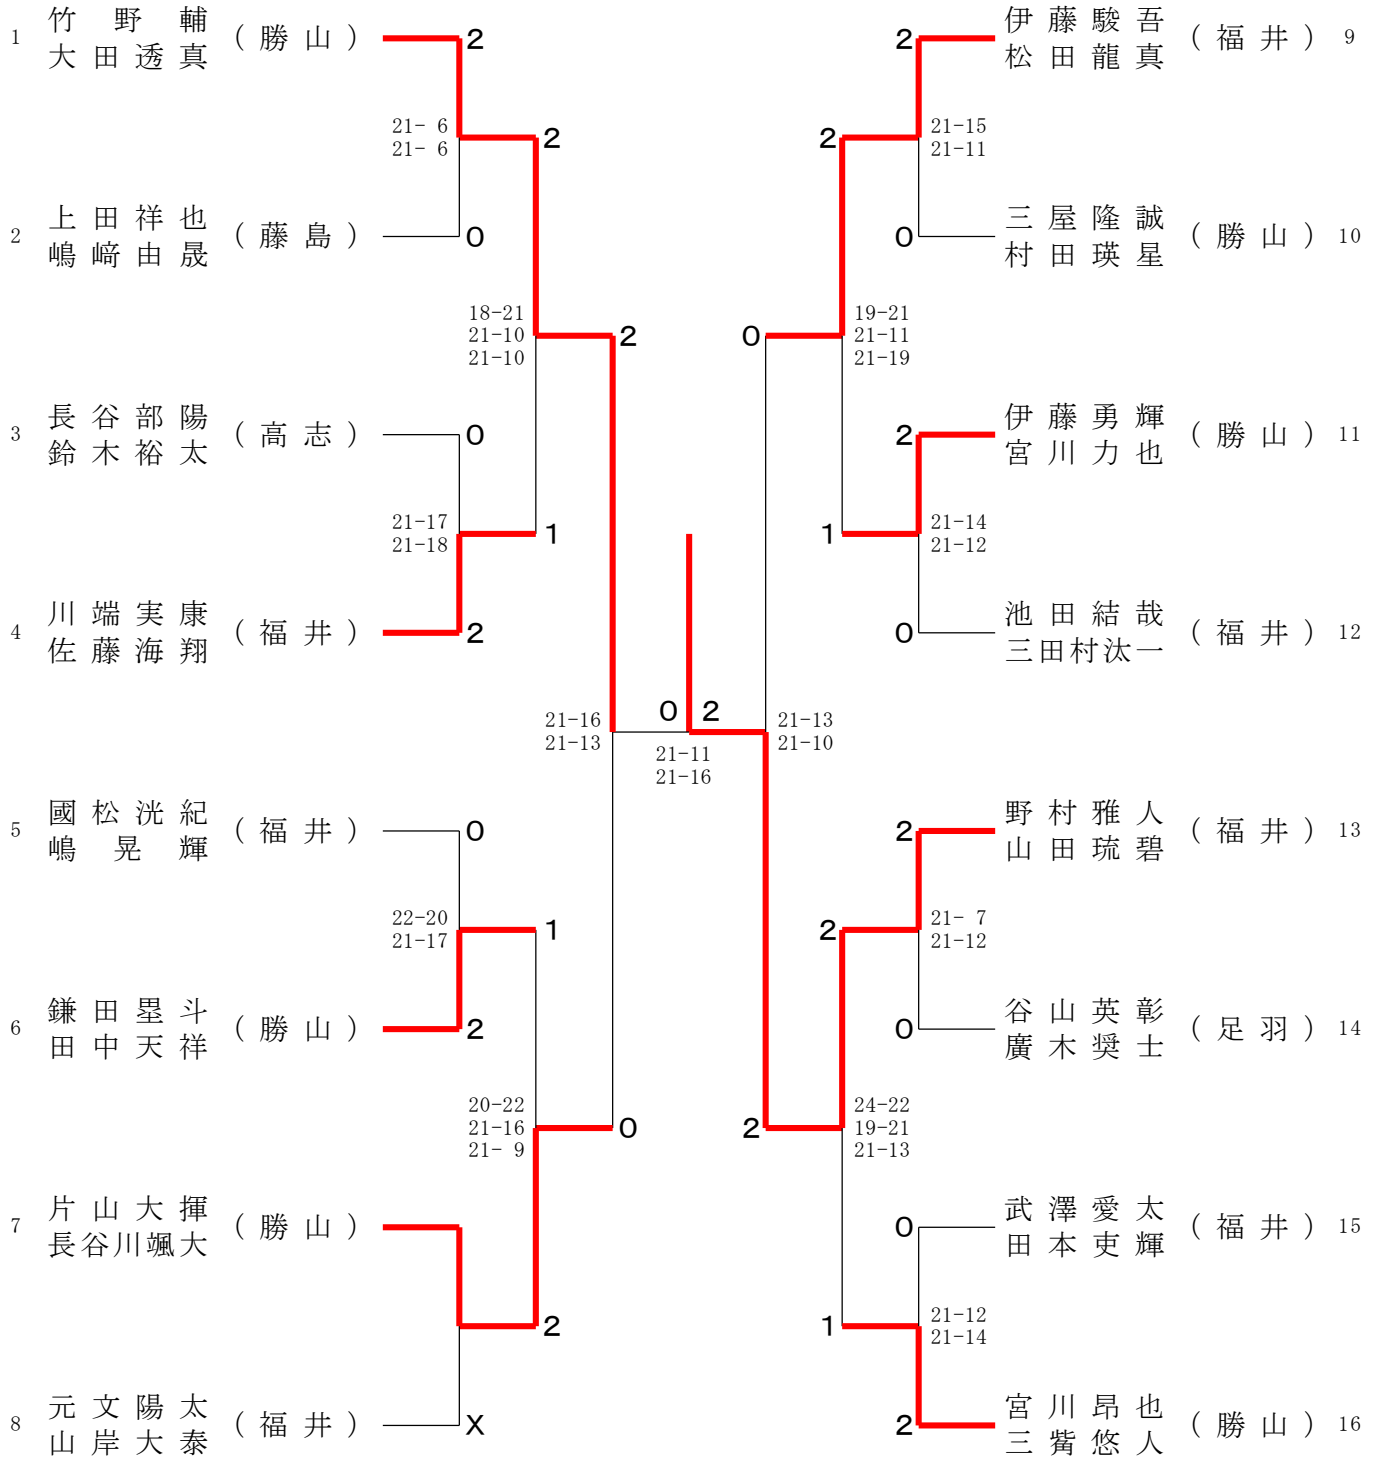 1 竹野輔 (勝山) 2
大田透真
21- 6
21- 6
2
2 上田祥也 (藤島) 0
嶋﨑由晟
18-21
21-10
21-10
2
3 長谷部陽 (高志) 0
鈴木裕太
21-17
21-18
1
4 川端実康 (福井) 2
佐藤海翔
21-16
21-13
5 國松洸紀 (福井) 0
嶋晃輝
22-20
21-17
1
6 鎌田塁斗 (勝山) 2
田中天祥
20-22
21-16
21- 9
0
7 片山大揮 (勝山)
長谷川颯大
2
8 元文陽太 (福井) X
山岸大泰
0 2
21-11
21-16
2 伊藤駿吾 (福井) 9
松田龍真
2
21-15
21-11
0 三屋隆誠 (勝山) 10
村田瑛星
0
19-21
21-11
21-19
2 伊藤勇輝 (勝山) 11
宮川力也
1
21-14
21-12
0 池田結哉 (福井) 12
三田村汰一
21-13
21-10
2 野村雅人 (福井) 13
山田琉碧
2
21- 7
21-12
0 谷山英彰 (足羽) 14
廣木奨士
2
24-22
19-21
21-13
0 武澤愛太 (福井) 15
田本吏輝
1
21-12
21-14
2 宮川昂也 (勝山) 16
三觜悠人